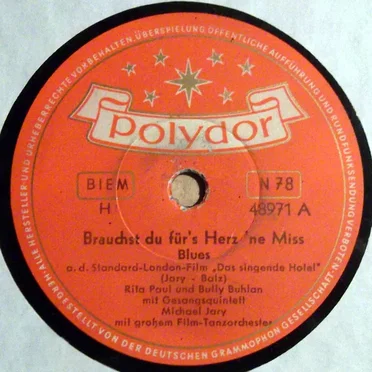 ALLE HERSTELLER- UND URHEBERRECHTE VORBEHALTEN. ÜBERSPIELUNG, ÖFFENTLICHE AUFFÜHRUNG UND RUNDFUNKSENDUNG VERBOTEN.
polydor
BIEM
N 78
H
48971 A
Brauchst du für's Herz 'ne Miss
Blues
a. d. Standard-London-Film „Das singende Hotel"
(Jary - Balz)
Rita Paul und Bully Buhlan
mit Gesangsquintett
Michael Jary
mit großem Film-Tanzorchester
HERGESTELLT VON DER DEUTSCHEN GRAMMOPHON GESELLSCHAFT